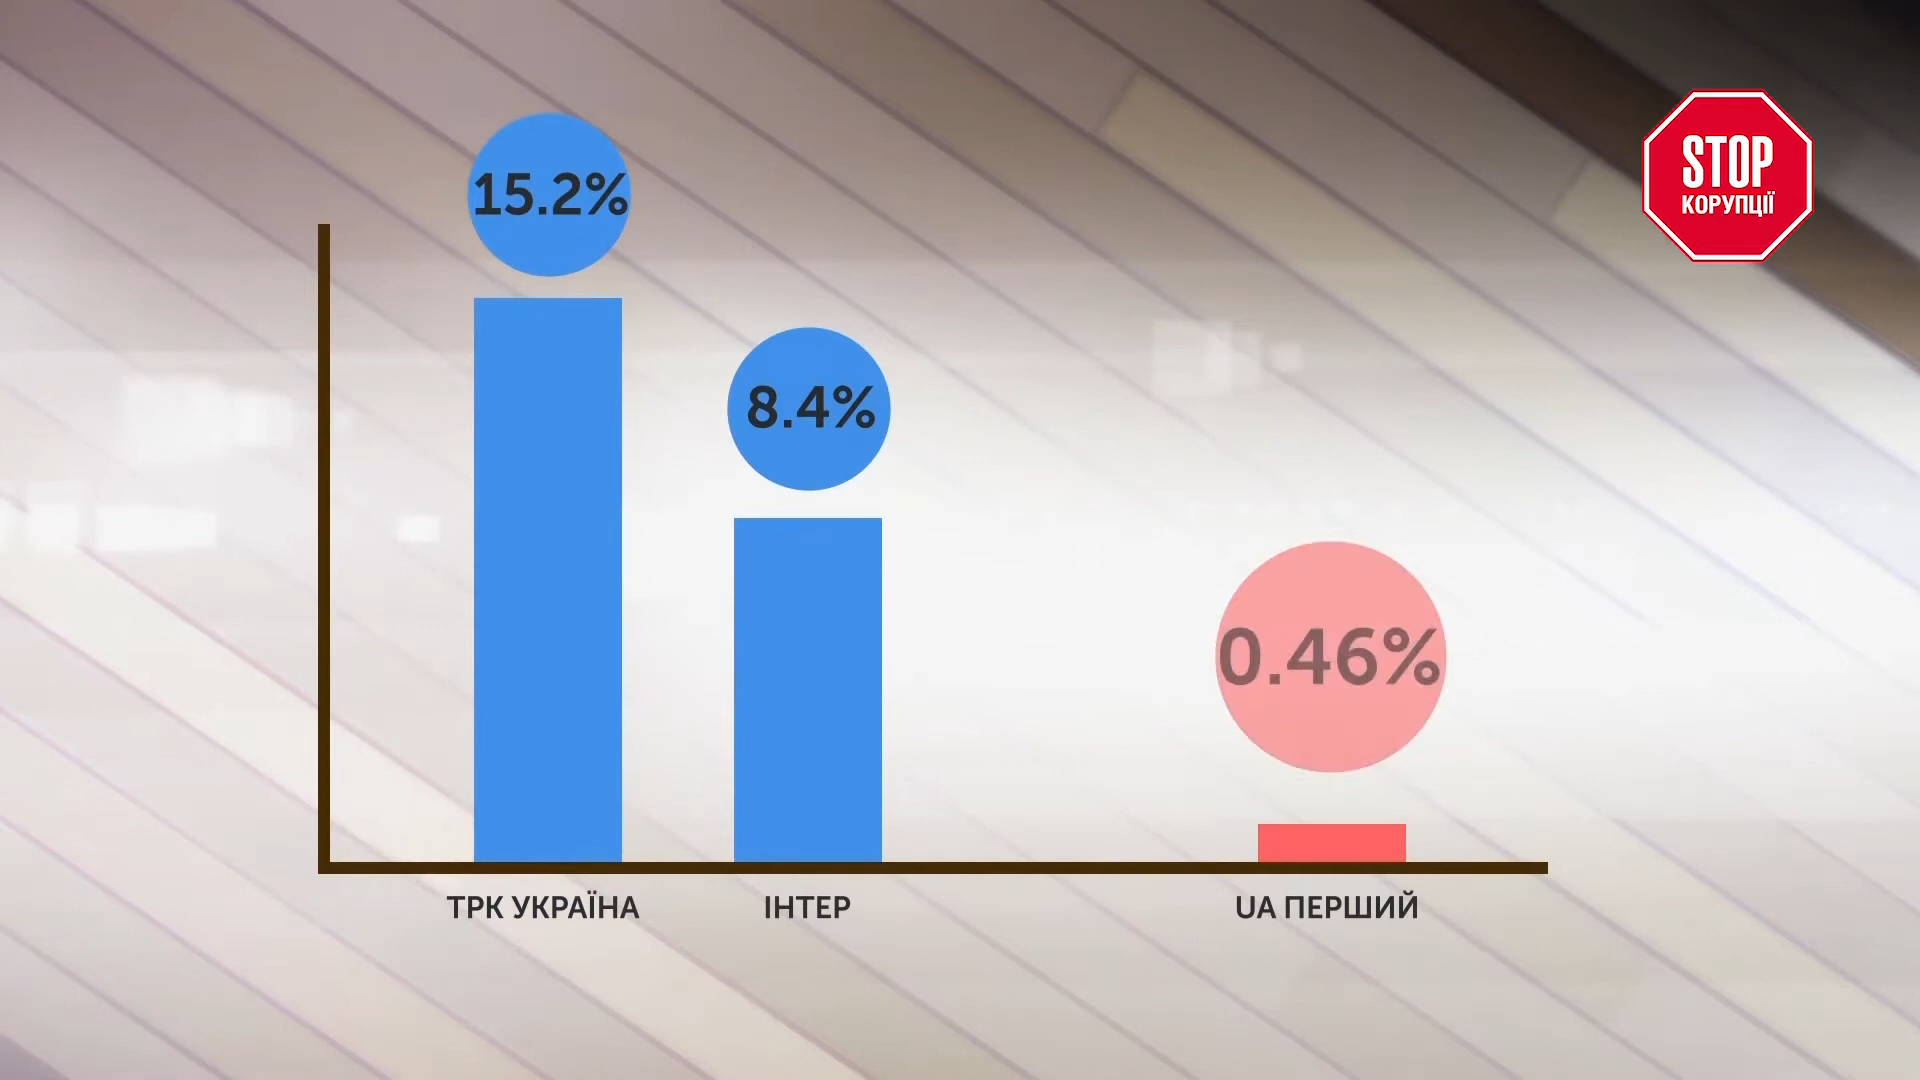 15.2%
8.4%
0.46%
ТРК УКРАЇНА
ІНТЕР
UA ПЕРШИЙ
STOP
КОРУПЦІЇ